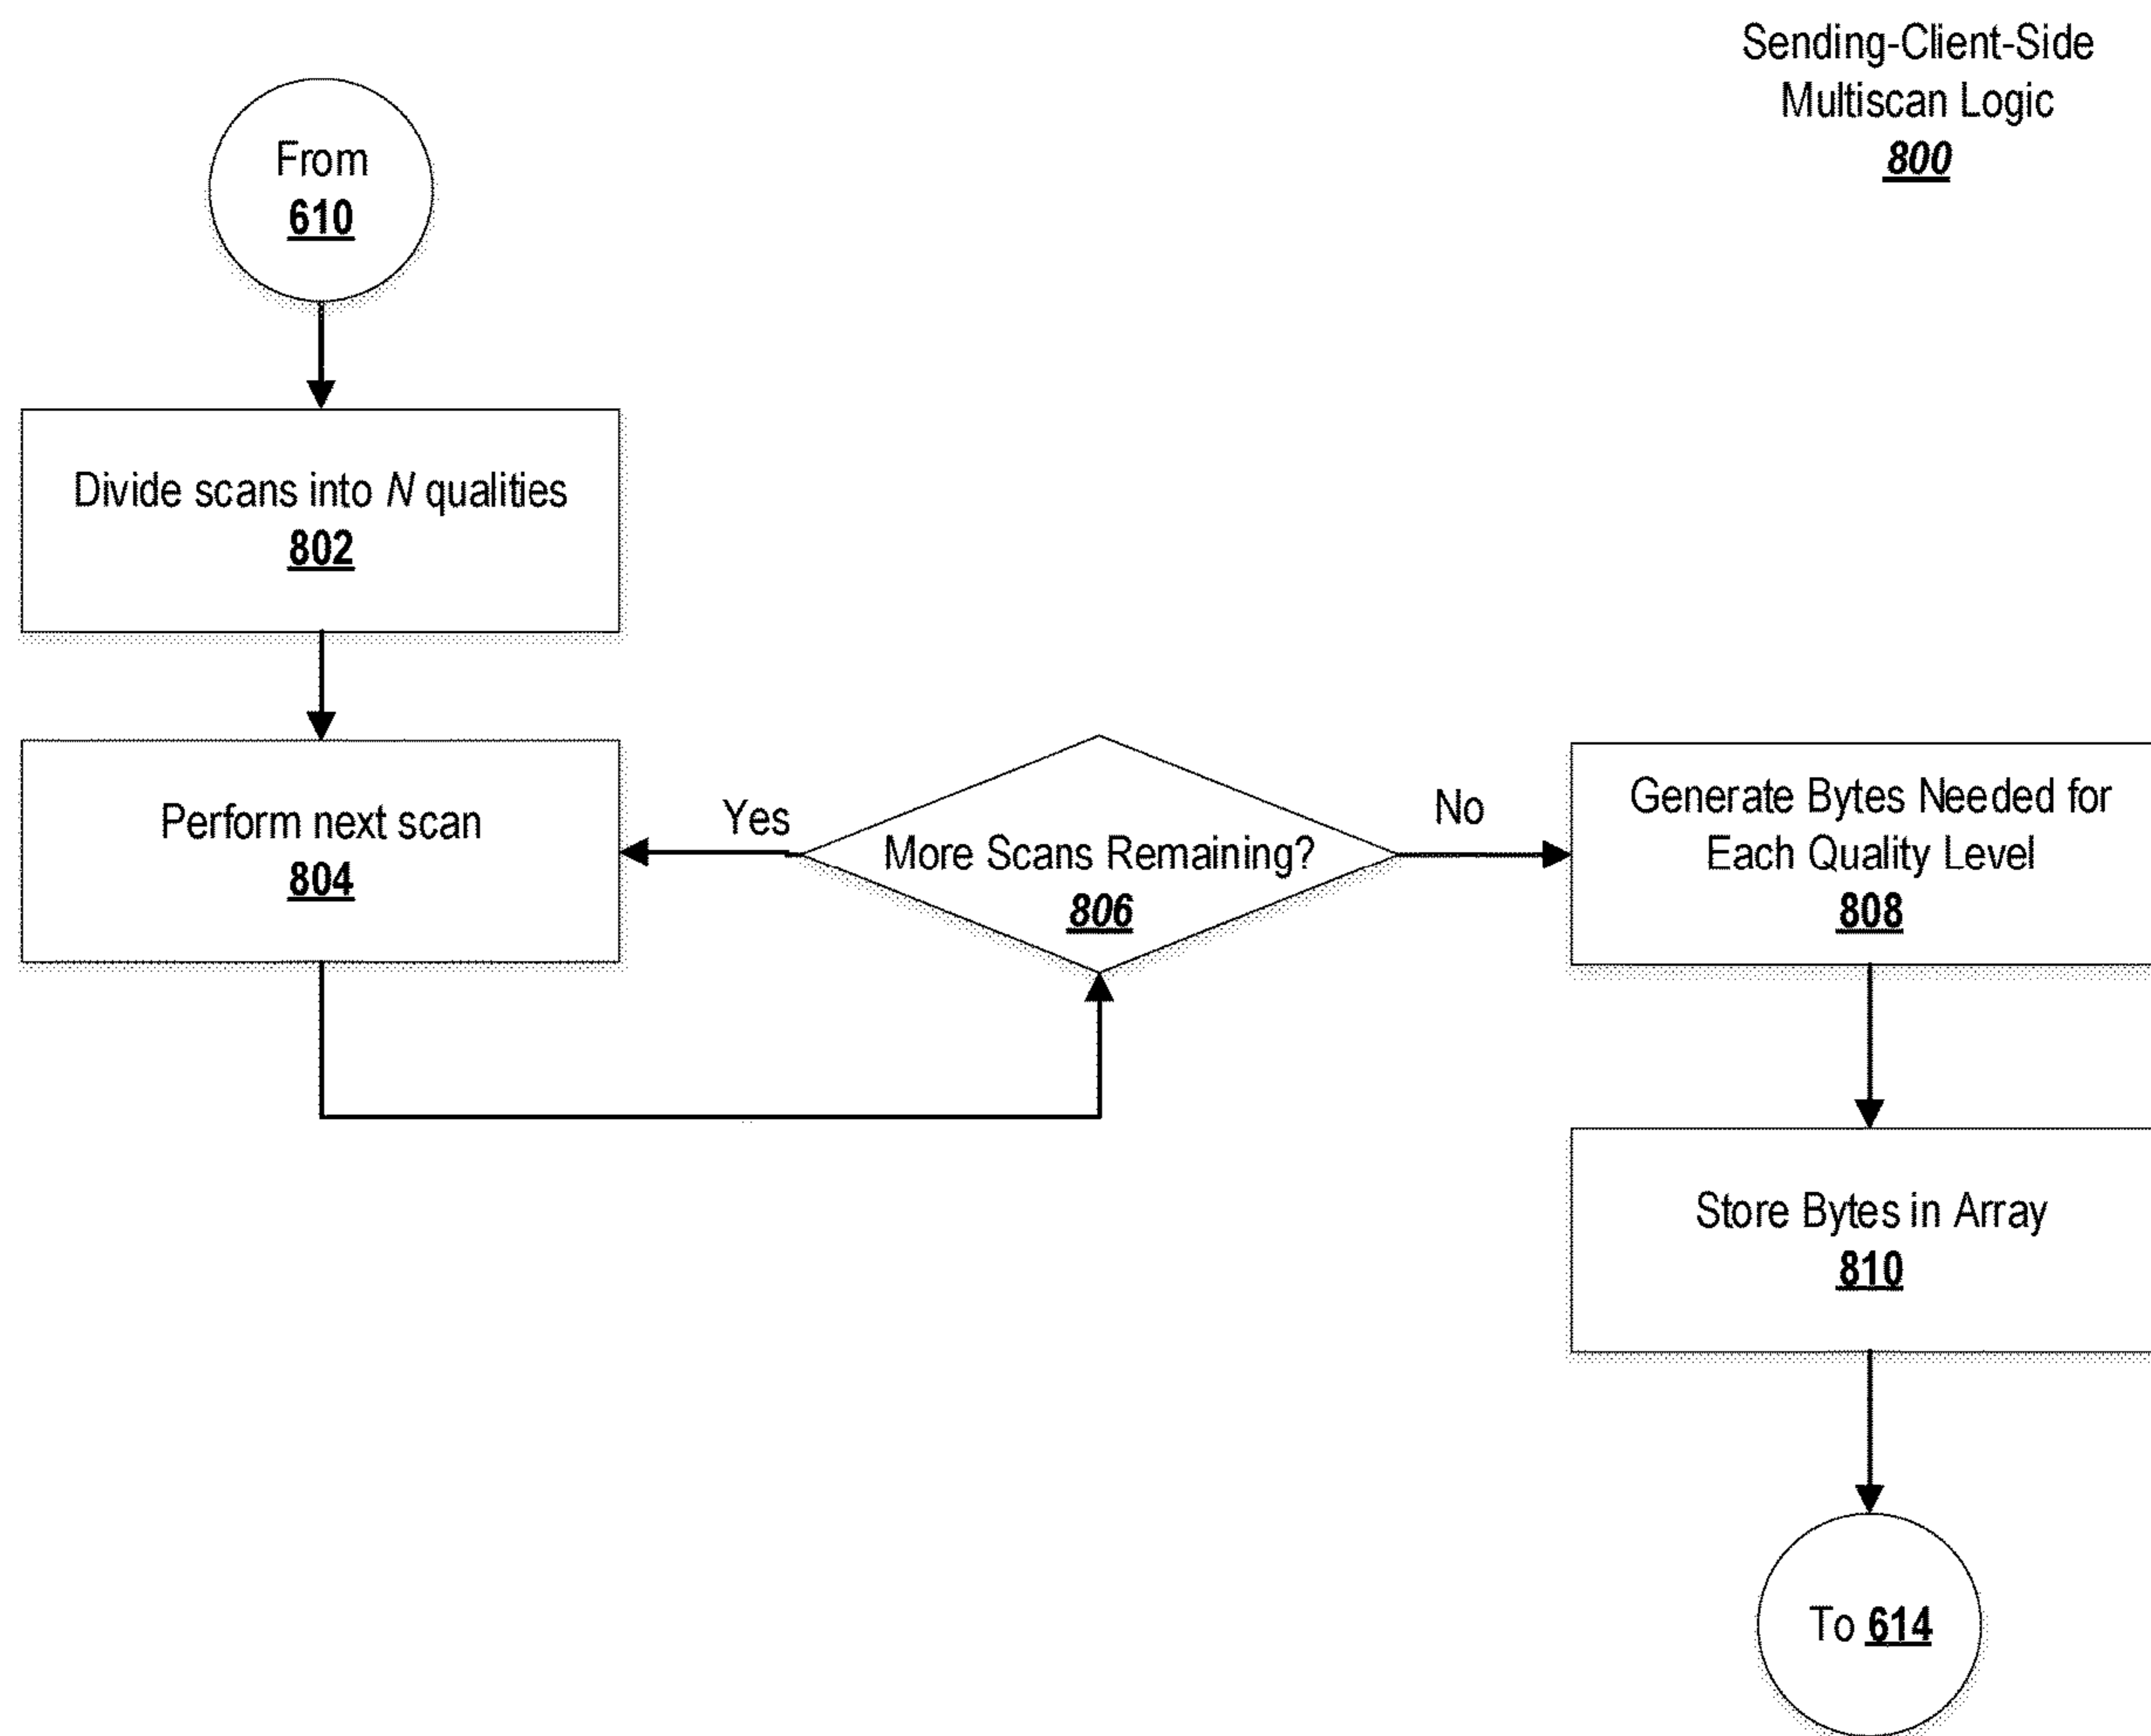 Sending-Client-Side
Multiscan Logic
800
From
610
Divide scans into N qualities
802
Perform next scan
804
Yes
More Scans Remaining?
806
No
Generate Bytes Needed for
Each Quality Level
808
Store Bytes in Array
810
To 614